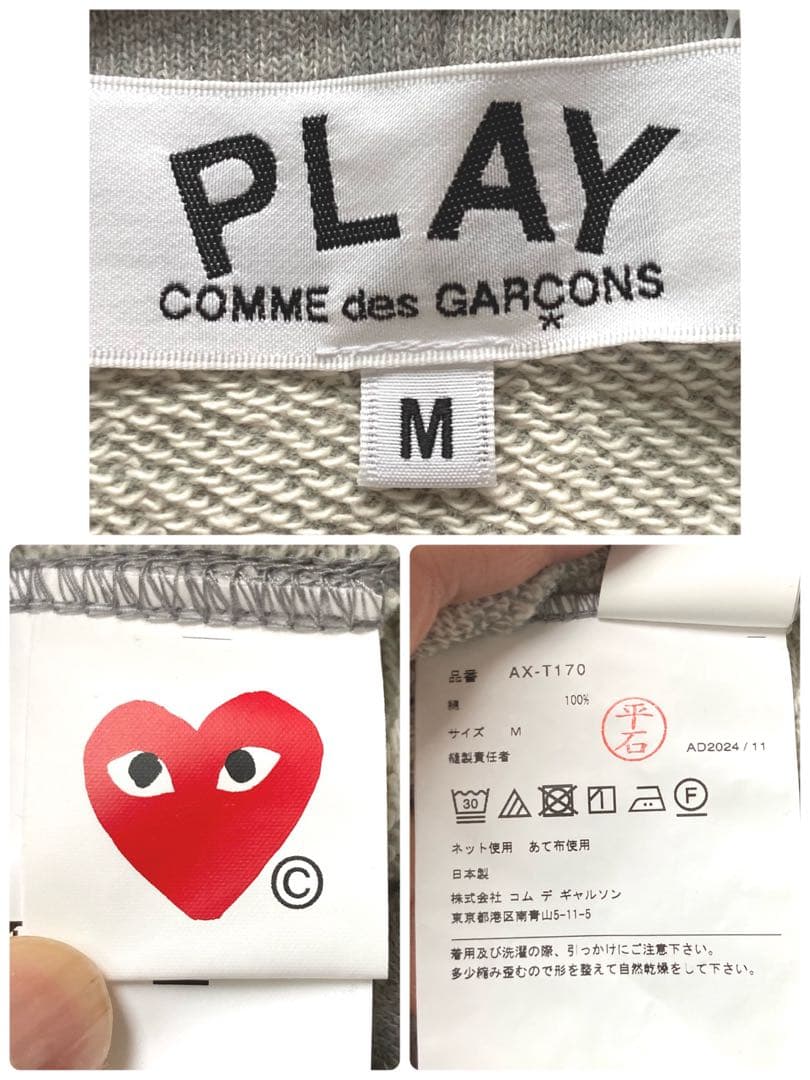 PLAY
COMME des GARÇONS
M
©
品番 AX-T170
綿 100%
サイズ M
縫製責任者
平石
AD2024/11
30
F
ネット使用 あて布使用
日本製
株式会社 コム デ ギャルソン
東京都港区南青山5-11-5
着用及び洗濯の際、引っかけにご注意下さい。
多少縮み歪むので形を整えて自然乾燥をして下さい。